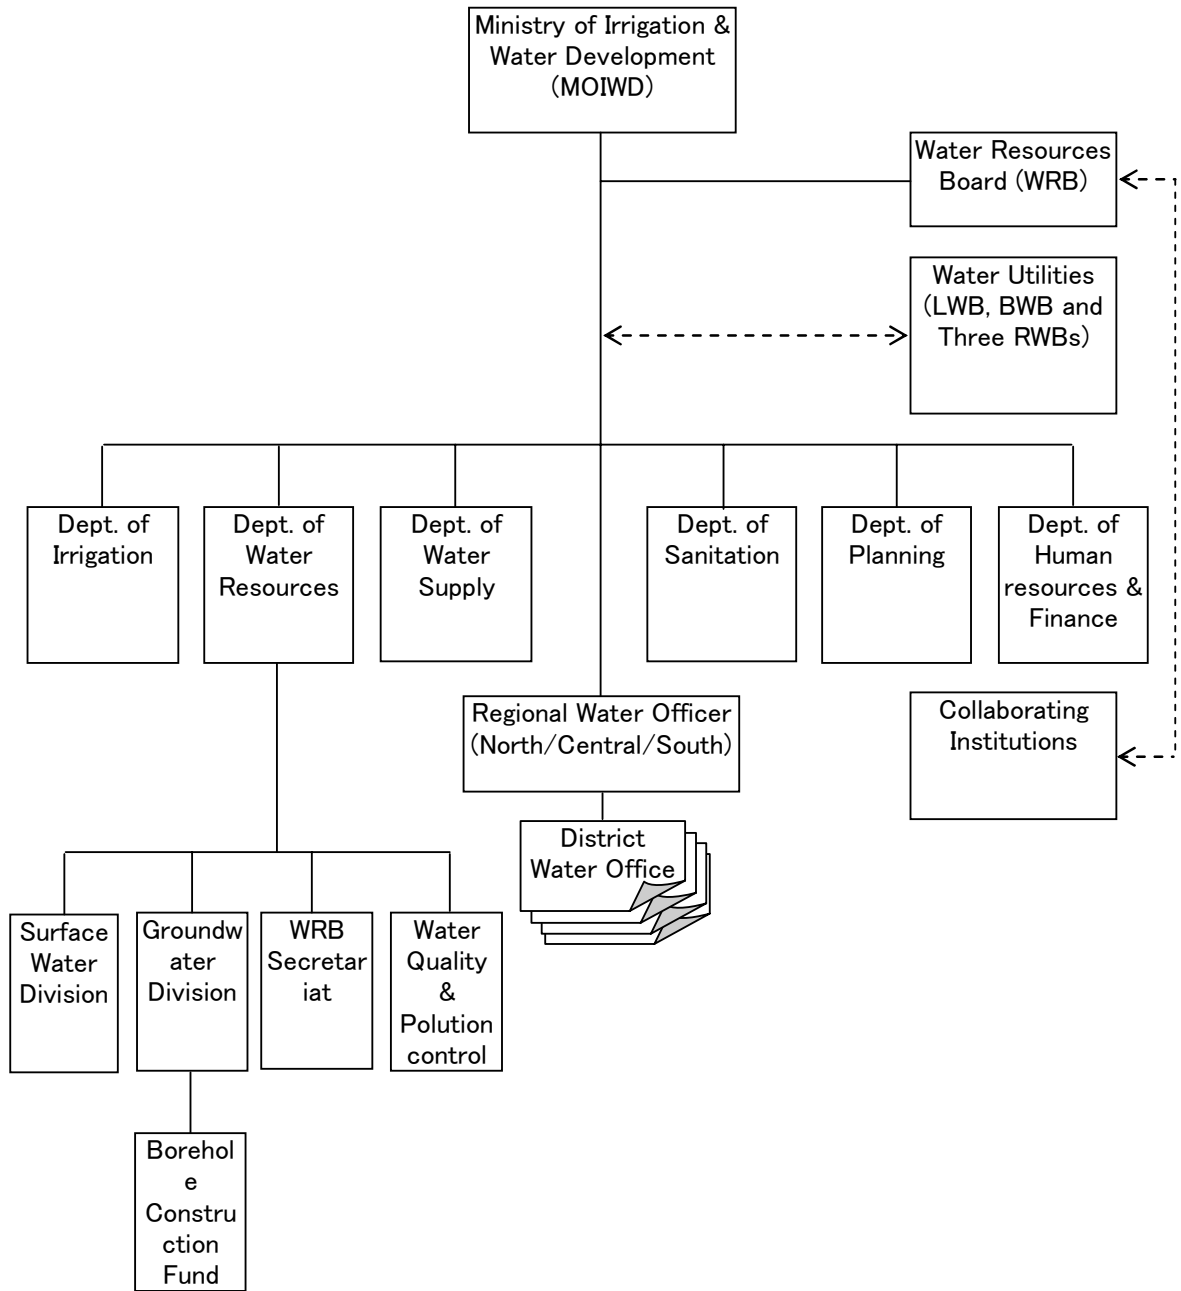 Ministry of Irrigation &
Water Development
(MOIWD)
Water Resources
Board (WRB)
Water Utilities
(LWB, BWB and
Three RWBs)
Dept. of
Irrigation
Dept. of
Water
Resources
Dept. of
Water
Supply
Dept. of
Sanitation
Dept. of
Planning
Dept. of
Human
resources &
Finance
Regional Water Officer
(North/Central/South)
Collaborating
Institutions
District
Water Office
Surface
Water
Division
Groundw
ater
Division
WRB
Secretar
iat
Water
Quality
&
Polution
control
Borehol
e
Constru
ction
Fund